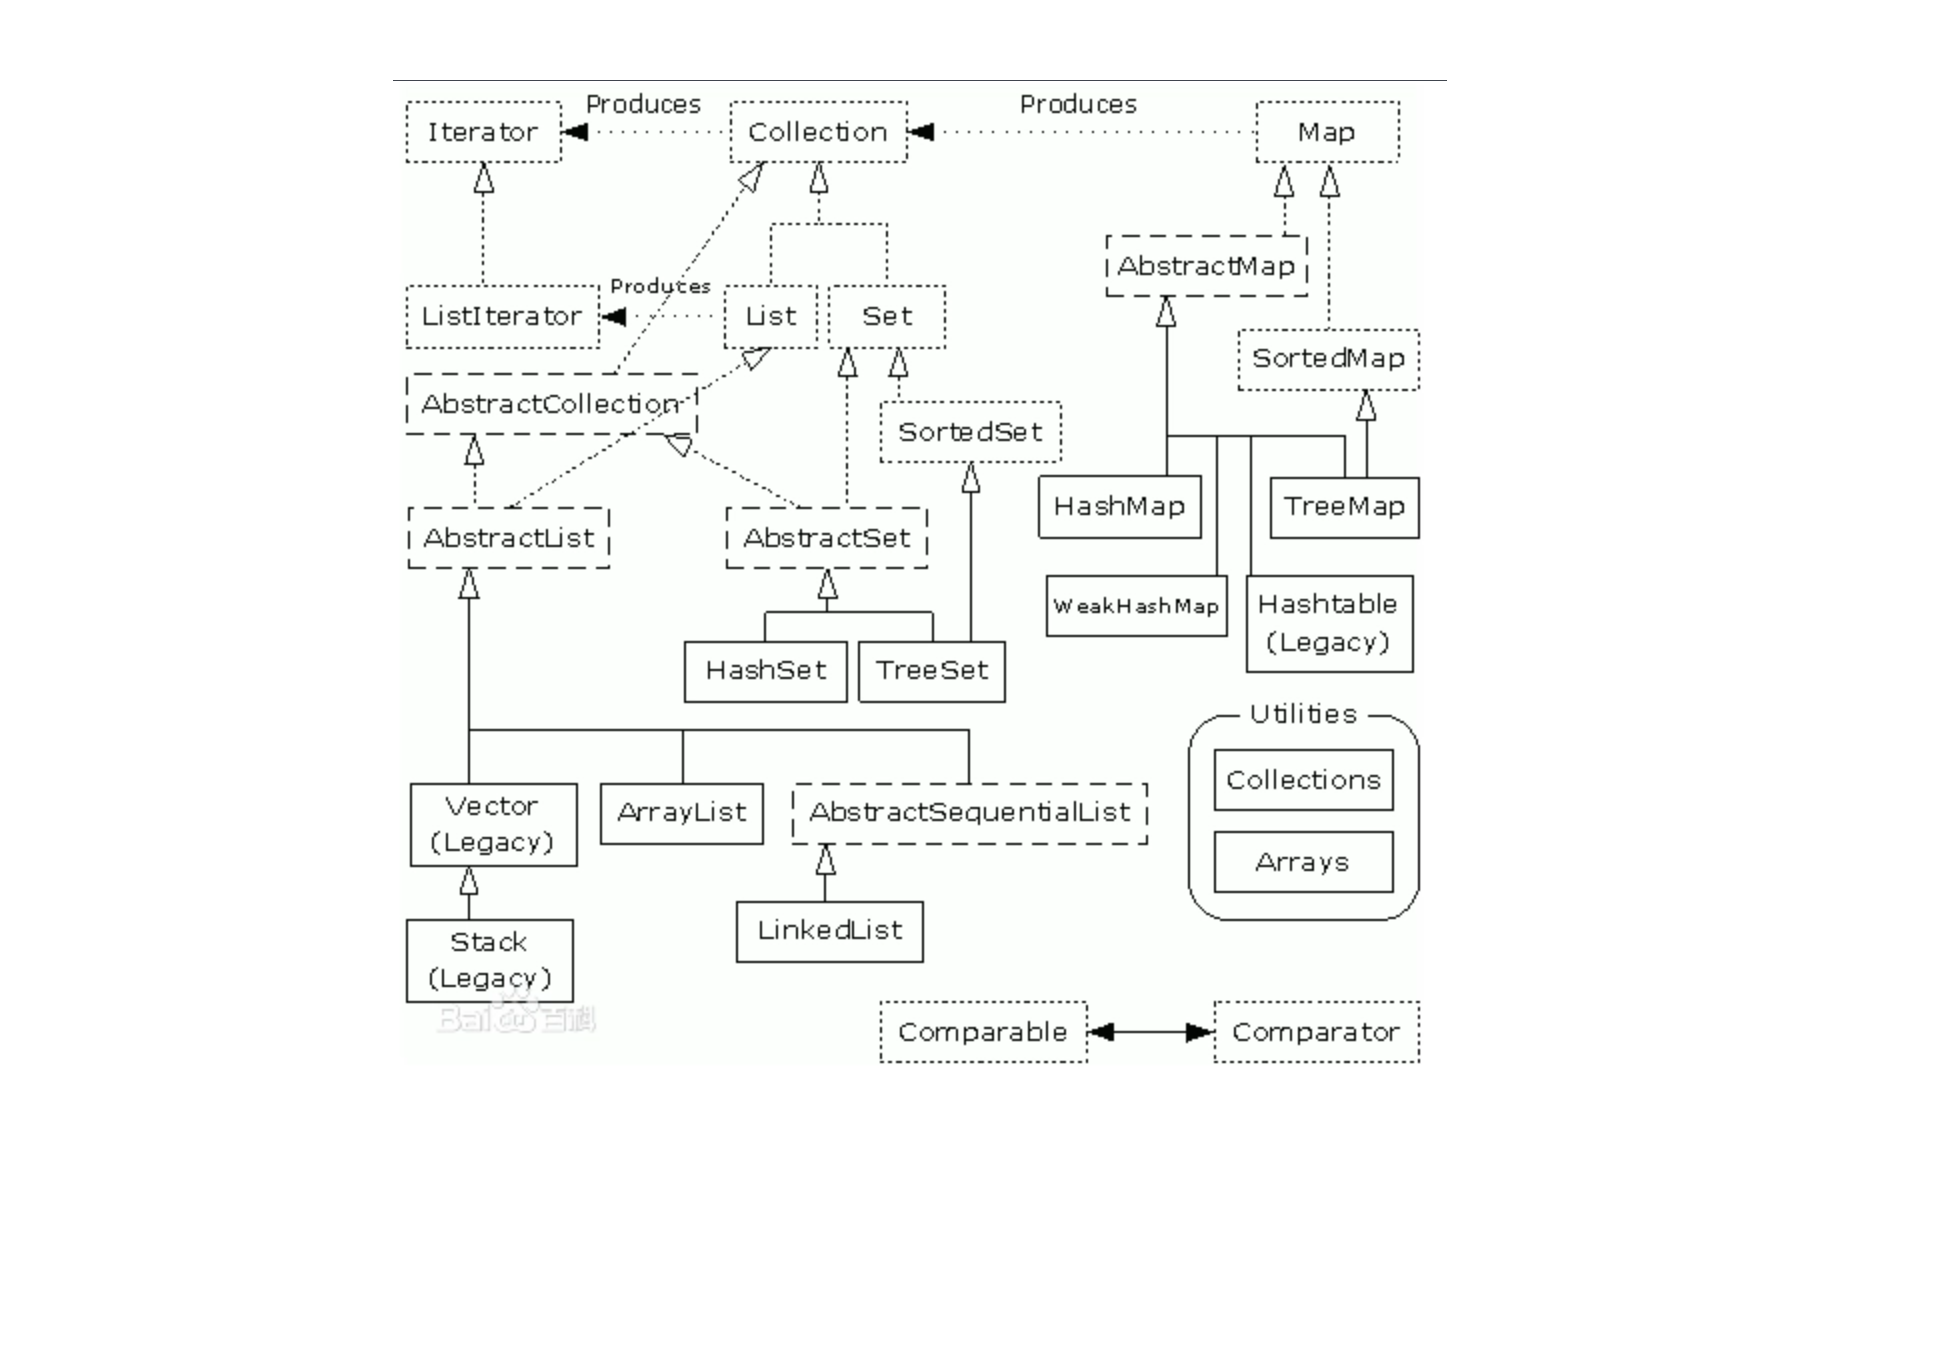 Produces
Produces
Iterator
Collection
Map
AbstractMap
Produces
ListIterator
List
Set
SortedMap
AbstractCollection
SortedSet
HashMap
TreeMap
AbstractList
AbstractSet
WeakHashMap
Hashtable
(Legacy)
HashSet
TreeSet
Utilities
Collections
Vector
(Legacy)
ArrayList
AbstractSequentialList
Arrays
LinkedList
Stack
(Legacy)
Baidu百科
Comparable
Comparator